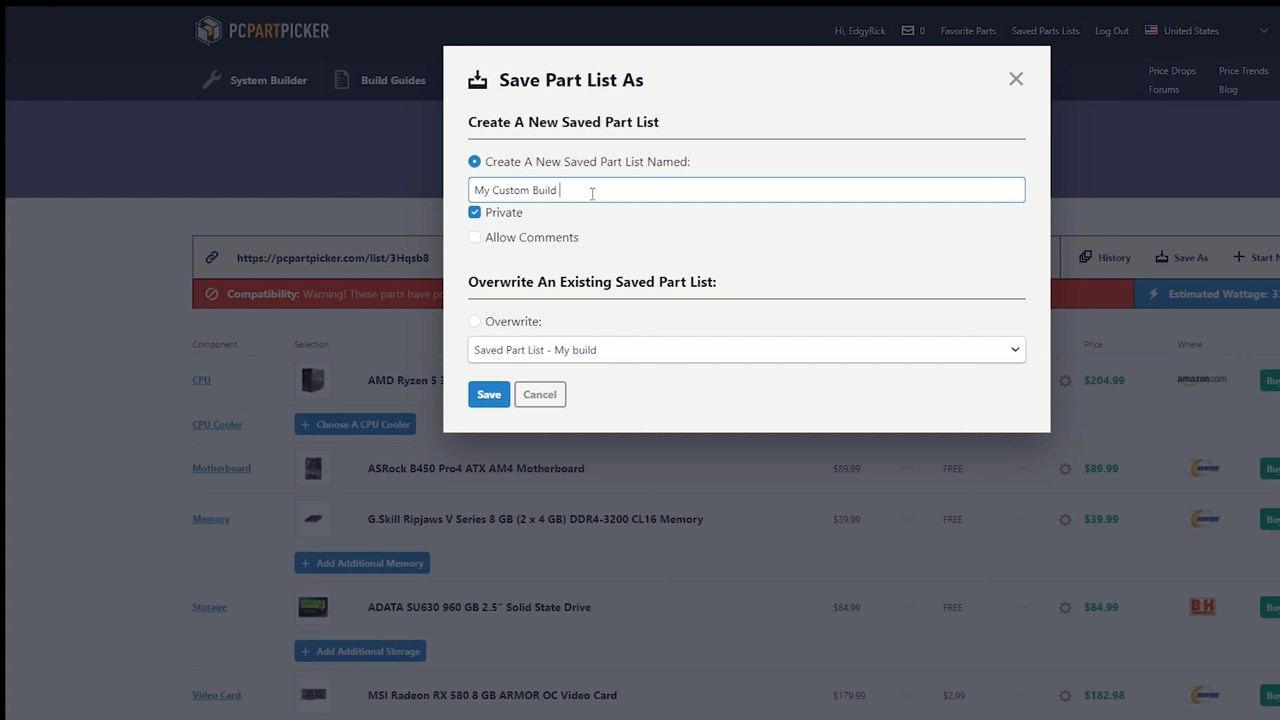 PCPARTPICKER
Hi, EdgyRick 0 Favorite Parts Saved Parts Lists Log Out United States
System Builder Build Guides
Price Drops Price Trends
Forums Blog
Save Part List As
Create A New Saved Part List
Create A New Saved Part List Named:
My Custom Build
Private
Allow Comments
Overwrite An Existing Saved Part List:
Overwrite:
Saved Part List - My build
Save Cancel
https://pcpartpicker.com/list/3Hqsb8 History Save As Start
Compatibility: Warning! These parts have Estimated Wattage:
Component Selection Price Where
CPU AMD Ryzen 5 $204.99 amazon.com
CPU Cooler Choose A CPU Cooler
Motherboard ASRock B450 Pro4 ATX AM4 Motherboard $89.99 FREE $89.99
Memory G.Skill Ripjaws V Series 8 GB (2 x 4 GB) DDR4-3200 CL16 Memory $39.99 FREE $39.99
Add Additional Memory
Storage ADATA SU630 960 GB 2.5" Solid State Drive $84.99 FREE $84.99 BH
Add Additional Storage
Video Card MSI Radeon RX 580 8 GB ARMOR OC Video Card $179.99 $2.99 $182.98